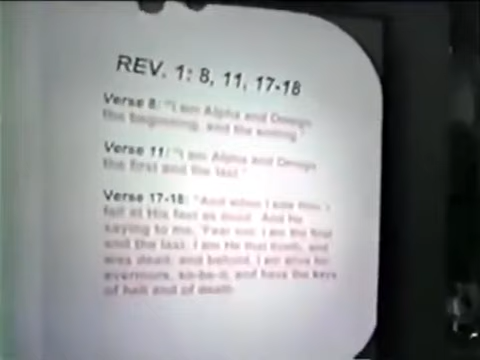 REV. 1: 8, 11, 17-18
Verse 8: "I am Alpha and Omega
the beginning, and the ending"
Verse 11: "I am Alpha and Omega
the first and the last"
Verse 17-18: "And when I saw him, I
fell at His feet as dead. And He
saying to me, Fear not; I am the first
and the last: I am He that liveth, and
was dead; and behold, I am alive for
evermore, and have the keys
of hell and of death